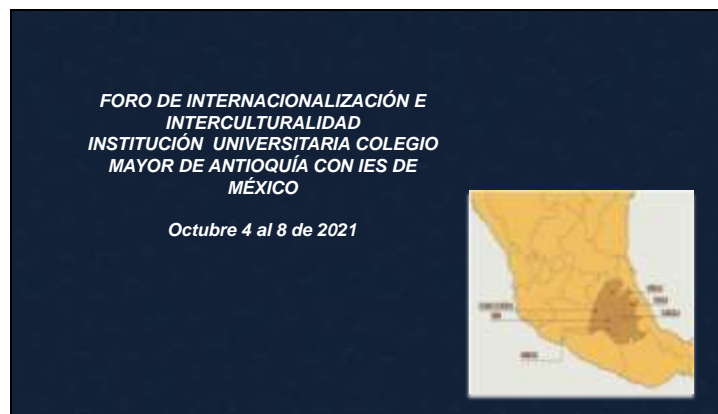 FORO DE INTERNACIONALIZACIÓN E
INTERCULTURALIDAD
INSTITUCIÓN UNIVERSITARIA COLEGIO
MAYOR DE ANTIOQUÍA CON IES DE
MÉXICO
Octubre 4 al 8 de 2021